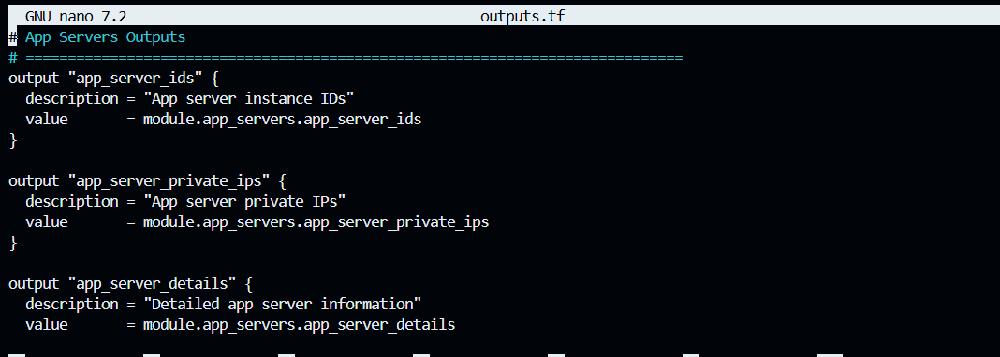 GNU nano 7.2 outputs.tf
# App Servers Outputs
# ==============================================================================
output "app_server_ids" {
  description = "App server instance IDs"
  value       = module.app_servers.app_server_ids
}

output "app_server_private_ips" {
  description = "App server private IPs"
  value       = module.app_servers.app_server_private_ips
}

output "app_server_details" {
  description = "Detailed app server information"
  value       = module.app_servers.app_server_details